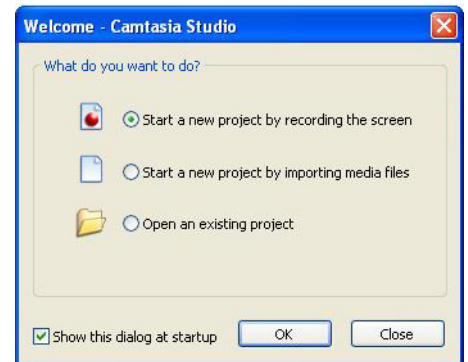 Welcome - Camtasia Studio
What do you want to do?
Start a new project by recording the screen
Start a new project by importing media files
Open an existing project
Show this dialog at startup OK Close